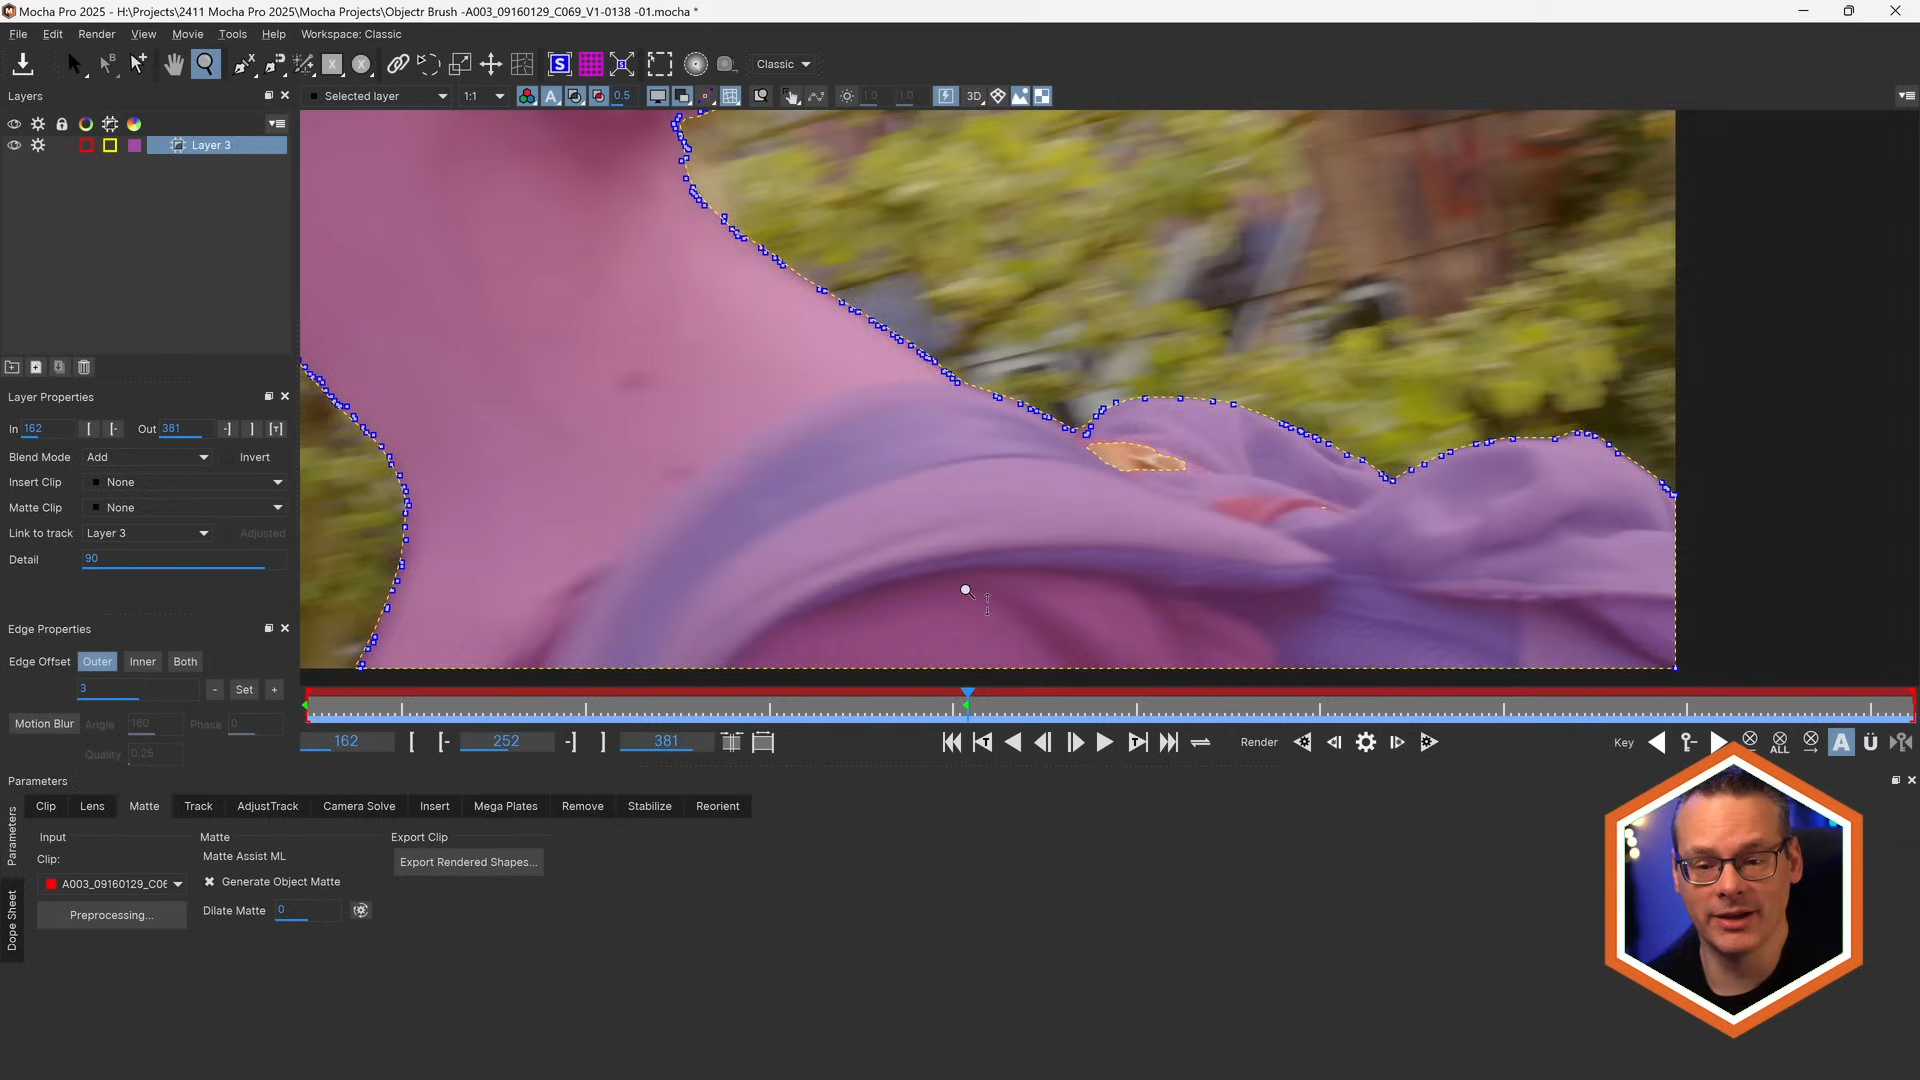 Mocha Pro 2025 - H:\Projects\2411 Mocha Pro 2025\Mocha Projects\Objectr Brush -A003_09160129_C069_V1-0138 -01.mocha *
File Edit Render View Movie Tools Help Workspace: Classic
Classic
Layers
Selected layer 1:1 A 0.5 1.0 1.0 3D
Layer 3
Layer Properties
In 162 Out 381
Blend Mode Add Invert
Insert Clip None
Matte Clip None
Link to track Layer 3 Adjusted
Detail 90
Edge Properties
Edge Offset Outer Inner Both
3 - Set +
Motion Blur Angle 180 Phase 0
Quality 0.25
162 252 381 Render Key ALL A Ü
Parameters
Clip Lens Matte Track AdjustTrack Camera Solve Insert Mega Plates Remove Stabilize Reorient
Parameters
Dope Sheet
Input Matte Export Clip
Clip: Matte Assist ML Export Rendered Shapes...
A003_09160129_C06 Generate Object Matte
Preprocessing... Dilate Matte 0